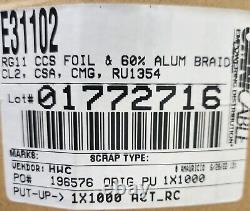 E31102
RG11 CCS FOIL & 60% ALUM BRAID
CL2, CSA, CMG, RU1354
Lot# 01772716
MARKS: SCRAP TYPE:
VENDOR: HWC
PO# 196576 ORIG PU 1X1000
PUT-UP-> 1X1000 RJT_RC